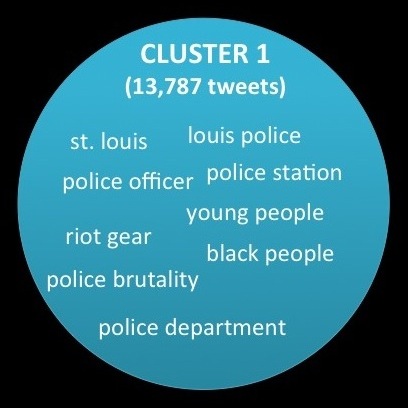 CLUSTER 1
(13,787 tweets)
st. louis
louis police
police officer
police station
young people
riot gear
black people
police brutality
police department